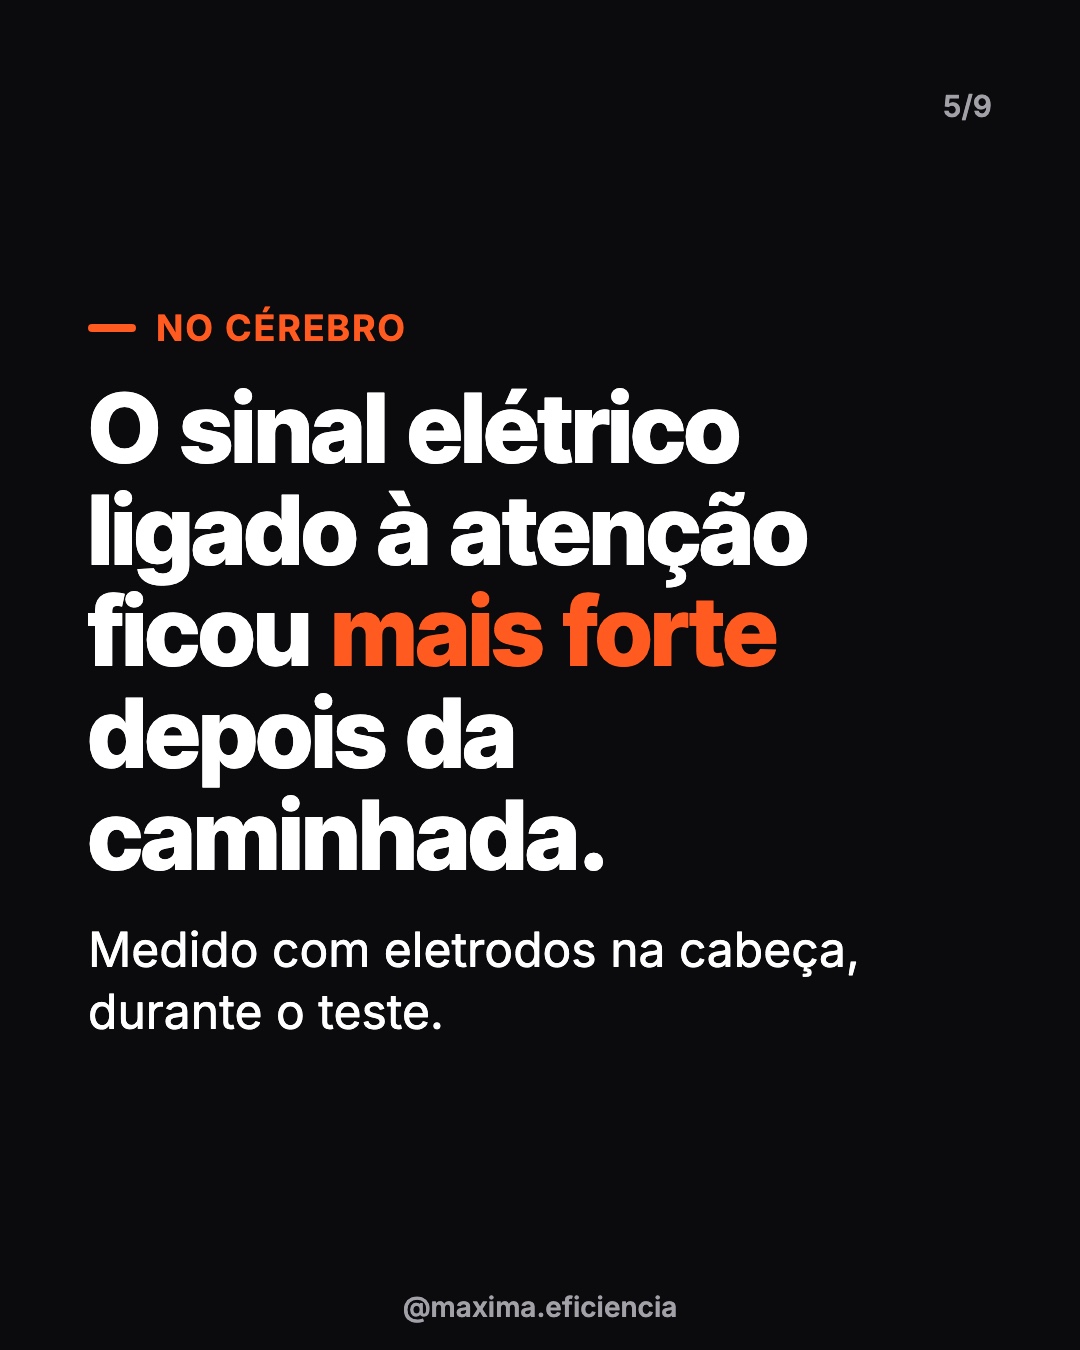 5/9
NO CÉREBRO
O sinal elétrico
ligado à atenção
ficou mais forte
depois da
caminhada.
Medido com eletrodos na cabeça,
durante o teste.
@maxima.eficiencia